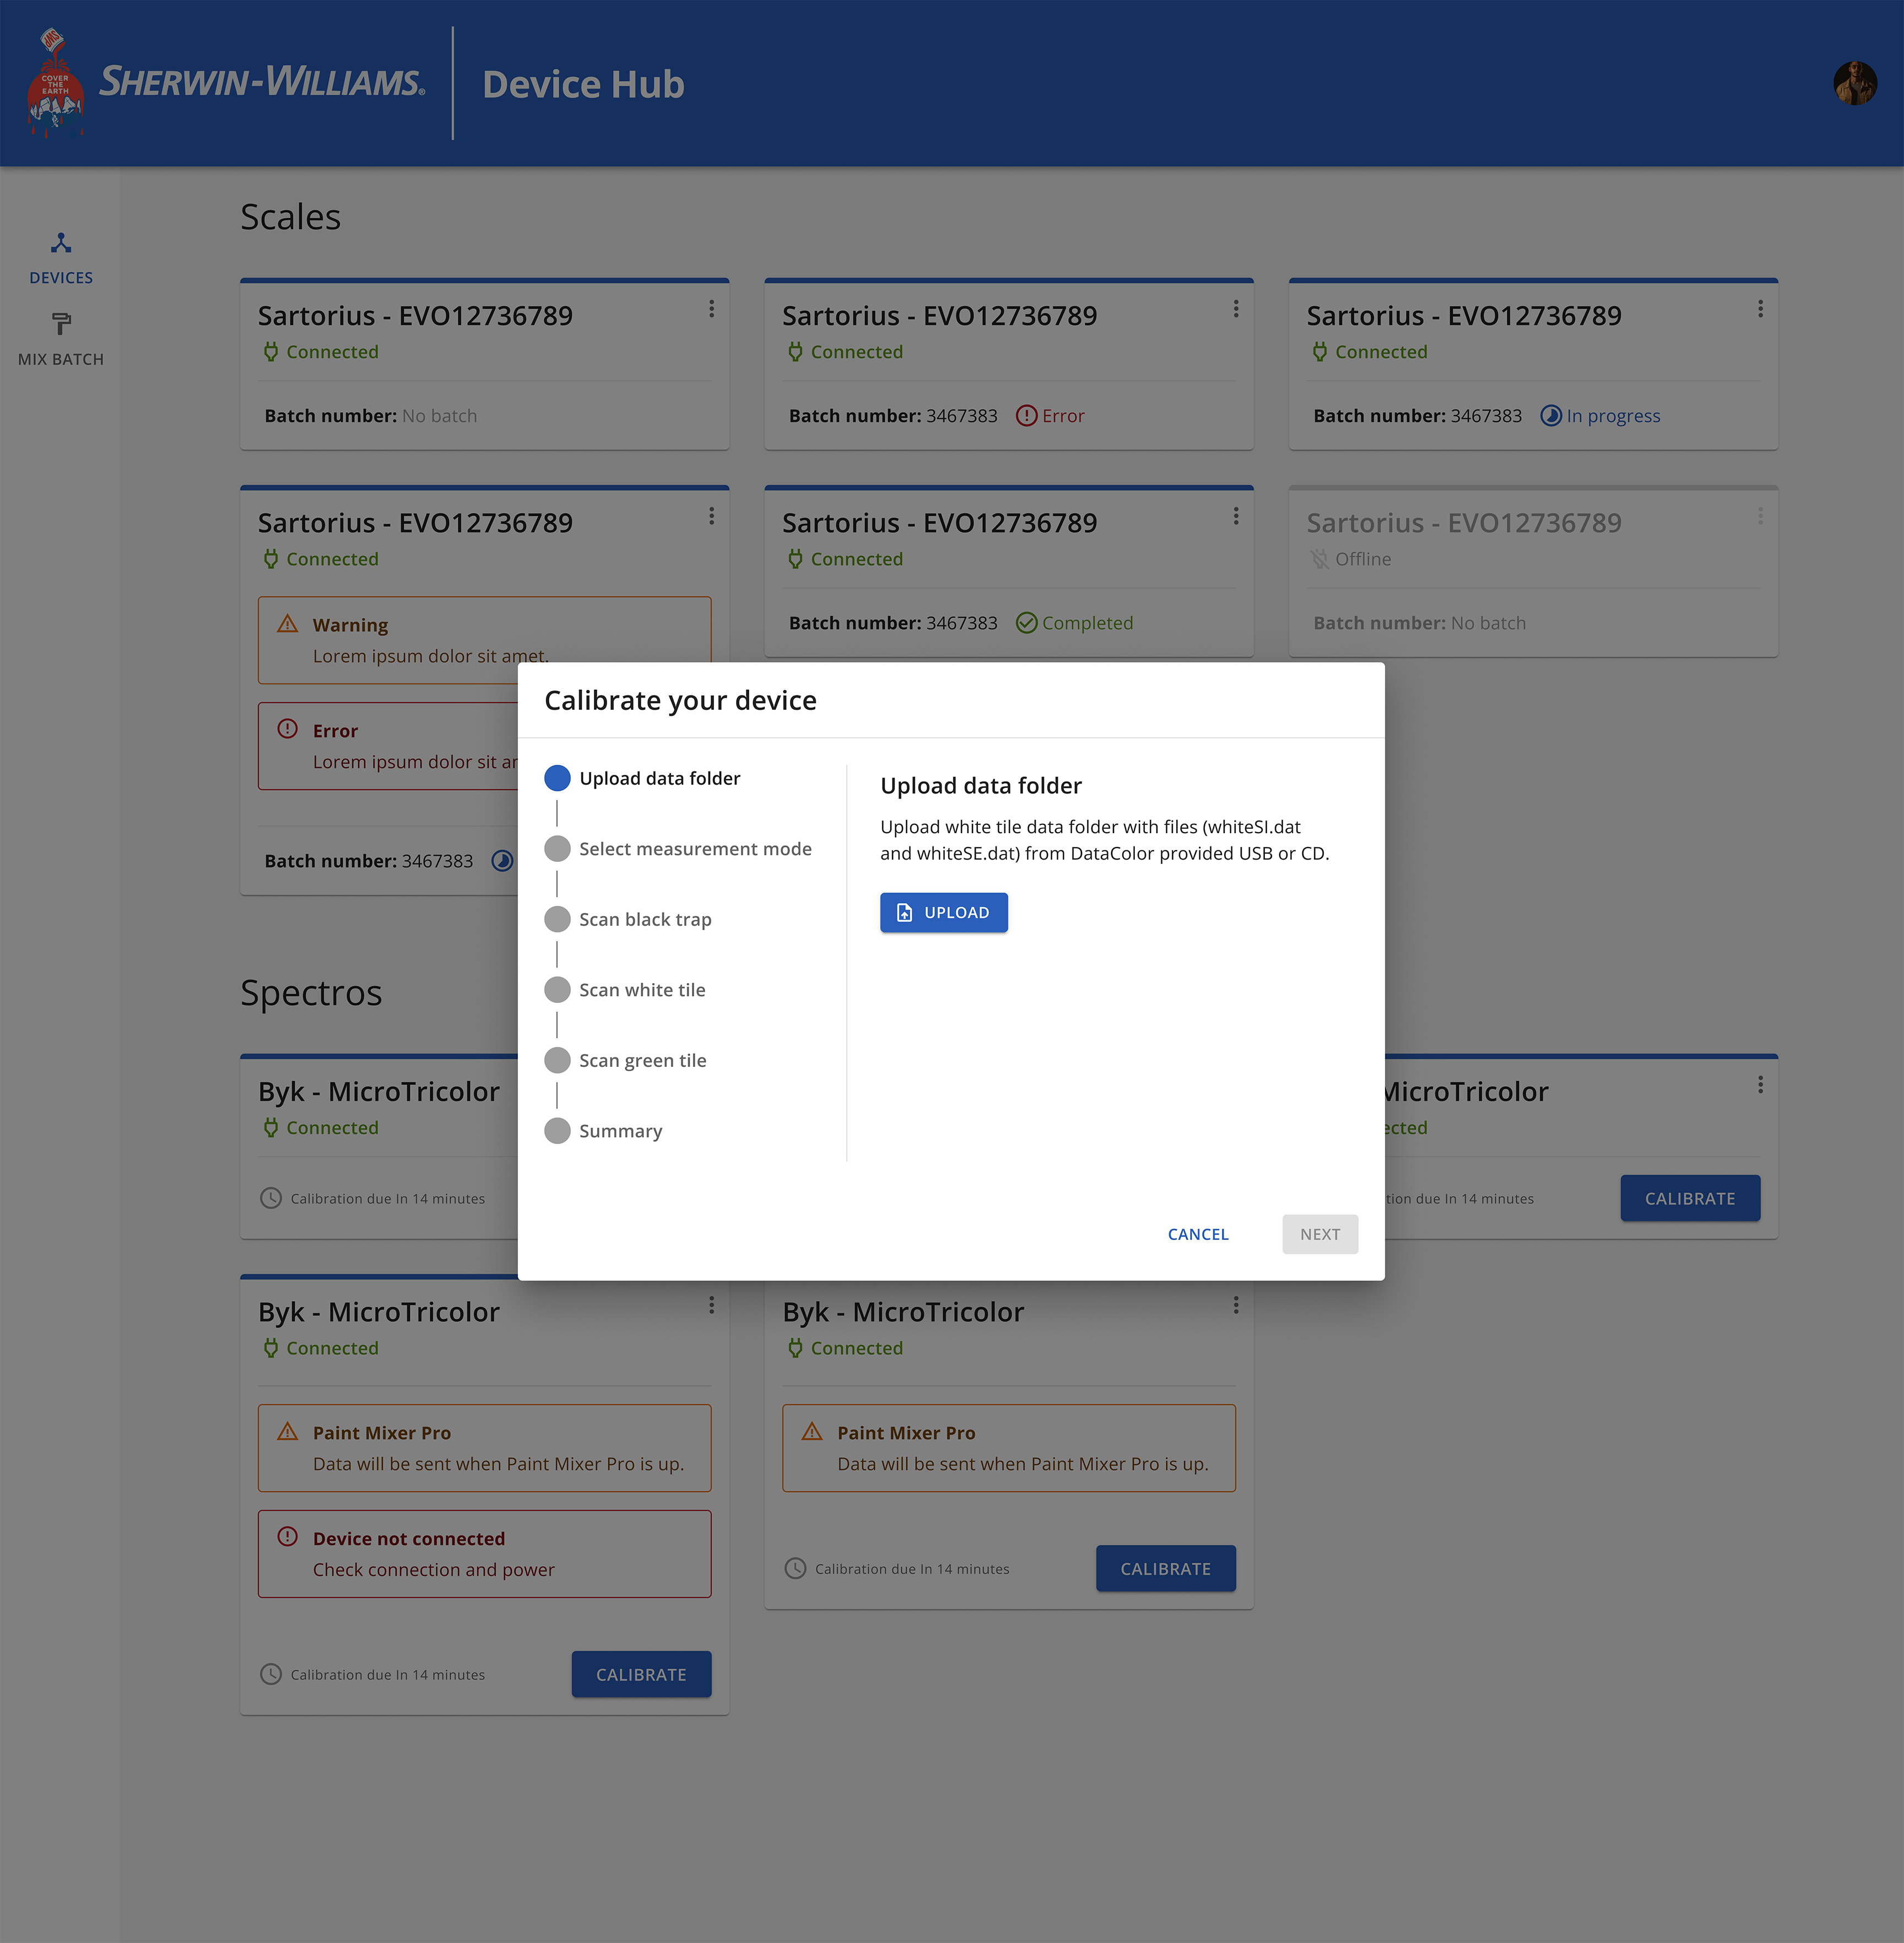 COVER
THE
EARTH
SHERWIN-WILLIAMS®
Device Hub
DEVICES
MIX BATCH
Scales
Sartorius - EVO12736789
Connected
Batch number: No batch
Sartorius - EVO12736789
Connected
Batch number: 3467383 Error
Sartorius - EVO12736789
Connected
Batch number: 3467383 In progress
Sartorius - EVO12736789
Connected
Warning
Lorem ipsum dolor sit amet.
Error
Lorem ipsum dolor sit
Batch number: 3467383
Sartorius - EVO12736789
Connected
Batch number: 3467383 Completed
Sartorius - EVO12736789
Offline
Batch number: No batch
Calibrate your device
Upload data folder
Select measurement mode
Scan black trap
Scan white tile
Scan green tile
Summary
Upload data folder
Upload white tile data folder with files (whiteSI.dat
and whiteSE.dat) from DataColor provided USB or CD.
UPLOAD
CANCEL
NEXT
Spectros
Byk - MicroTricolor
Connected
Calibration due In 14 minutes
MicroTricolor
due In 14 minutes
CALIBRATE
Byk - MicroTricolor
Connected
Paint Mixer Pro
Data will be sent when Paint Mixer Pro is up.
Device not connected
Check connection and power
Calibration due In 14 minutes
CALIBRATE
Byk - MicroTricolor
Connected
Paint Mixer Pro
Data will be sent when Paint Mixer Pro is up.
Calibration due In 14 minutes
CALIBRATE